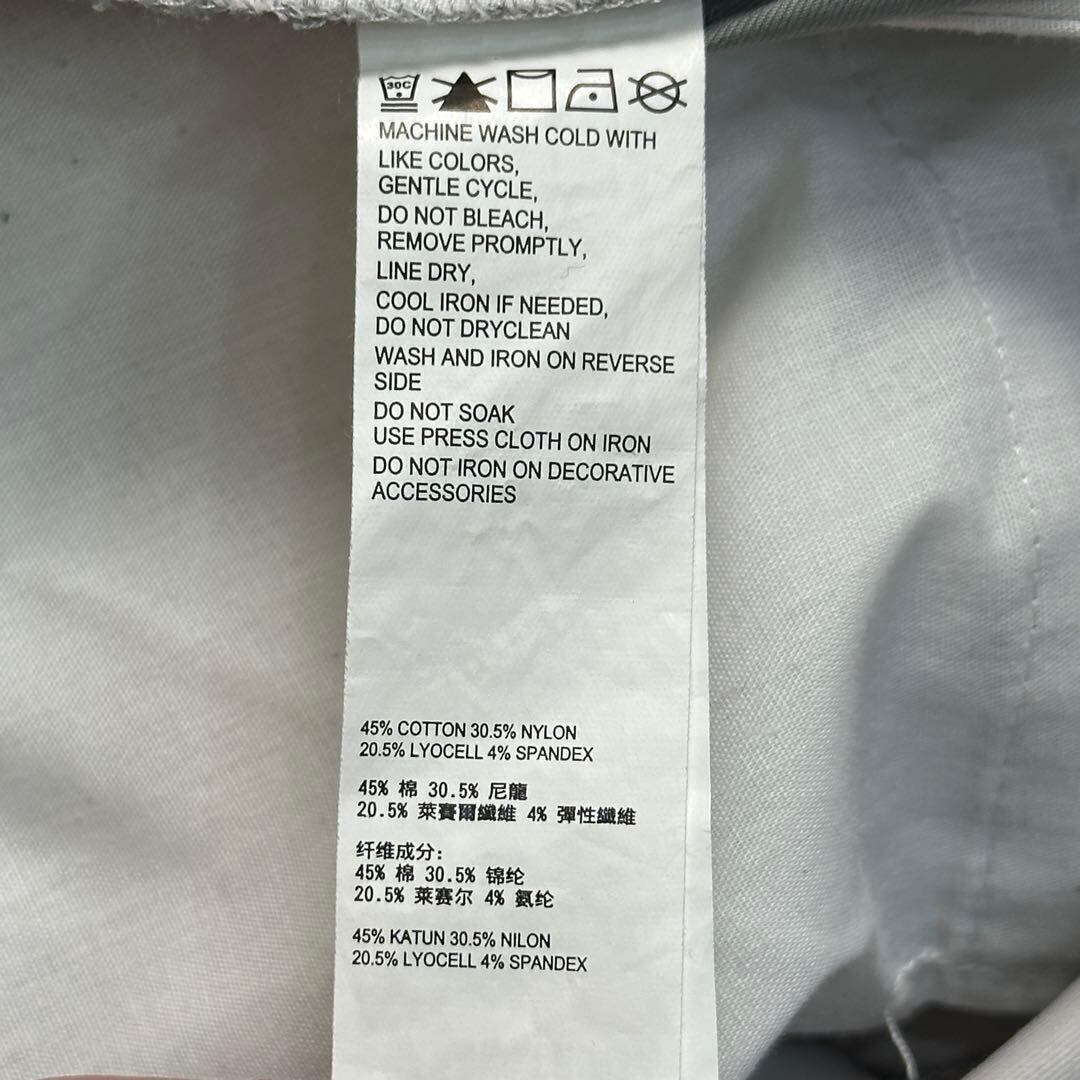 30C
MACHINE WASH COLD WITH
LIKE COLORS,
GENTLE CYCLE,
DO NOT BLEACH,
REMOVE PROMPTLY,
LINE DRY,
COOL IRON IF NEEDED,
DO NOT DRYCLEAN
WASH AND IRON ON REVERSE
SIDE
DO NOT SOAK
USE PRESS CLOTH ON IRON
DO NOT IRON ON DECORATIVE
ACCESSORIES
45% COTTON 30.5% NYLON
20.5% LYOCELL 4% SPANDEX
45% 棉 30.5% 尼龍
20.5% 萊賽爾纖維 4% 彈性纖維
纤维成分:
45% 棉 30.5% 锦纶
20.5% 莱赛尔 4% 氨纶
45% KATUN 30.5% NILON
20.5% LYOCELL 4% SPANDEX